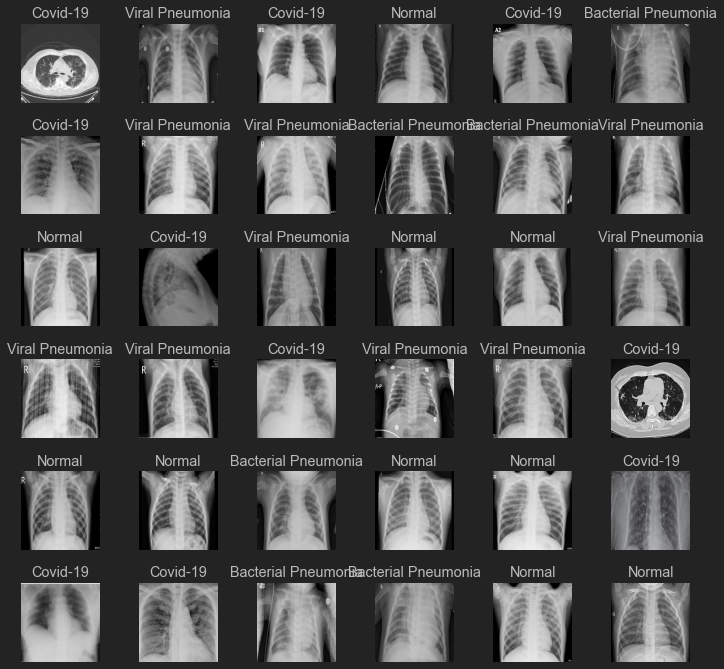 Covid-19 Viral Pneumonia Covid-19 Normal Covid-19 Bacterial Pneumonia
Covid-19 Viral Pneumonia Viral Pneumonia Bacterial Pneumonia Bacterial Pneumonia Viral Pneumonia
Normal Covid-19 Viral Pneumonia Normal Normal Viral Pneumonia
Viral Pneumonia Viral Pneumonia Covid-19 Viral Pneumonia Viral Pneumonia Covid-19
R R A-P R
Normal Normal Bacterial Pneumonia Normal Normal Covid-19
Covid-19 Covid-19 Bacterial Pneumonia Bacterial Pneumonia Normal Normal